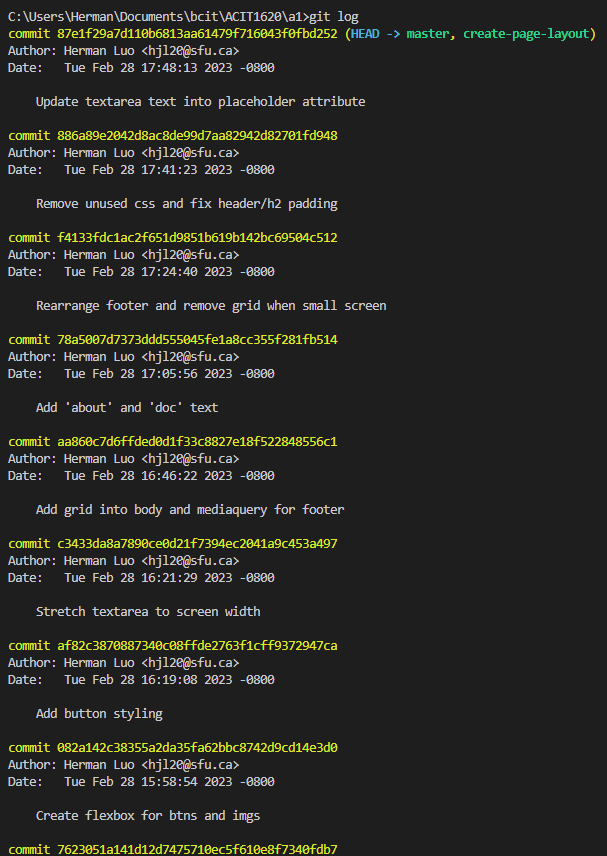 C:\Users\Herman\Documents\bcit\ACIT1620\a1>git log
commit 87e1f29a7d110b6813aa61479f716043f0fbd252 (HEAD -> master, create-page-layout)
Author: Herman Luo <hjl20@sfu.ca>
Date:   Tue Feb 28 17:48:13 2023 -0800
    Update textarea text into placeholder attribute
commit 886a89e2042d8ac8de99d7aa82942d82701fd948
Author: Herman Luo <hjl20@sfu.ca>
Date:   Tue Feb 28 17:41:23 2023 -0800
    Remove unused css and fix header/h2 padding
commit f4133fdc1ac2f651d9851b619b142bc69504c512
Author: Herman Luo <hjl20@sfu.ca>
Date:   Tue Feb 28 17:24:40 2023 -0800
    Rearrange footer and remove grid when small screen
commit 78a5007d7373ddd555045fe1a8cc355f281fb514
Author: Herman Luo <hjl20@sfu.ca>
Date:   Tue Feb 28 17:05:56 2023 -0800
    Add 'about' and 'doc' text
commit aa860c7d6ffded0d1f33c8827e18f522848556c1
Author: Herman Luo <hjl20@sfu.ca>
Date:   Tue Feb 28 16:46:22 2023 -0800
    Add grid into body and mediaquery for footer
commit c3433da8a7890ce0d21f7394ec2041a9c453a497
Author: Herman Luo <hjl20@sfu.ca>
Date:   Tue Feb 28 16:21:29 2023 -0800
    Stretch textarea to screen width
commit af82c3870887340c08ffde2763f1cff9372947ca
Author: Herman Luo <hjl20@sfu.ca>
Date:   Tue Feb 28 16:19:08 2023 -0800
    Add button styling
commit 082a142c38355a2da35fa62bbc8742d9cd14e3d0
Author: Herman Luo <hjl20@sfu.ca>
Date:   Tue Feb 28 15:58:54 2023 -0800
    Create flexbox for btns and imgs
commit 7623051a141d12d7475710ec5f610e8f7340fdb7